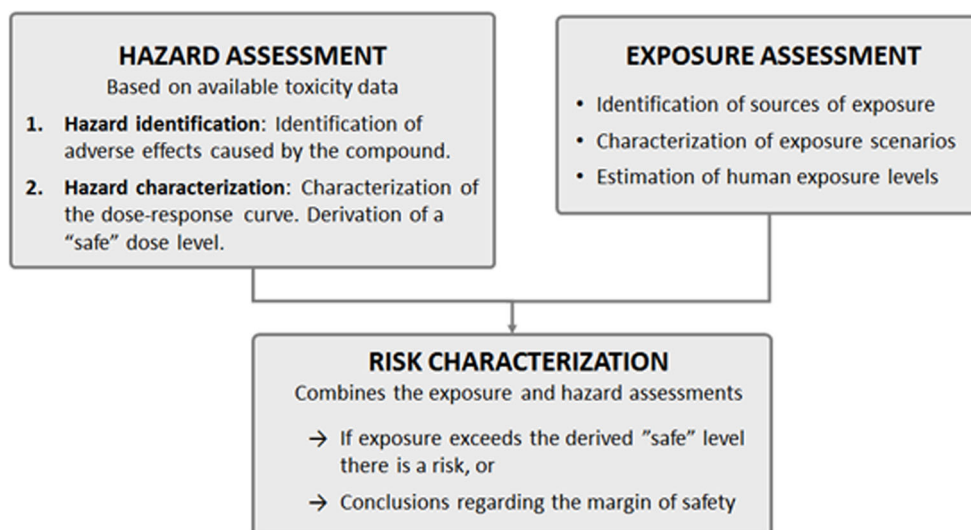 HAZARD ASSESSMENT
Based on available toxicity data
1. Hazard identification: Identification of
adverse effects caused by the compound.
2. Hazard characterization: Characterization of
the dose-response curve. Derivation of a
“safe” dose level.
EXPOSURE ASSESSMENT
• Identification of sources of exposure
• Characterization of exposure scenarios
• Estimation of human exposure levels
RISK CHARACTERIZATION
Combines the exposure and hazard assessments
→ If exposure exceeds the derived ”safe” level
there is a risk, or
→ Conclusions regarding the margin of safety